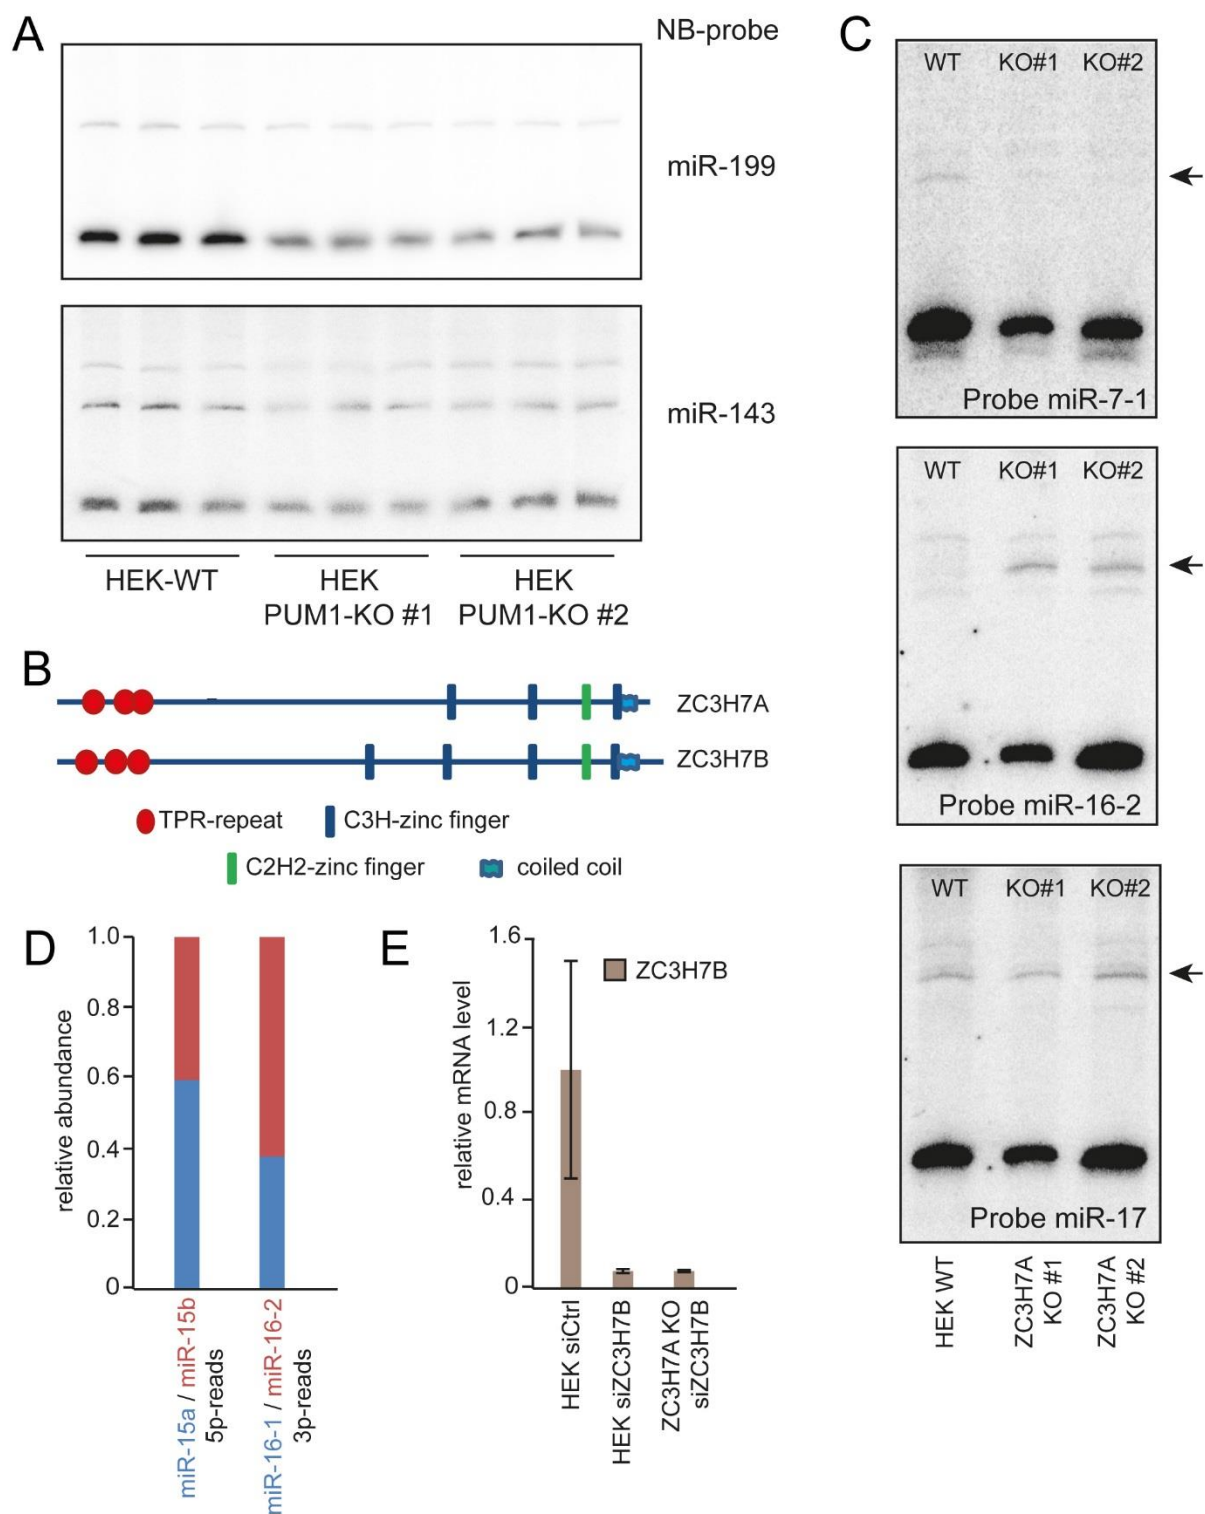 A
NB-probe
miR-199
miR-143
HEK-WT
HEK
PUM1-KO #1
HEK
PUM1-KO #2
B
ZC3H7A
ZC3H7B
TPR-repeat
C3H-zinc finger
C2H2-zinc finger
coiled coil
C
WT KO#1 KO#2
Probe miR-7-1
WT KO#1 KO#2
Probe miR-16-2
WT KO#1 KO#2
Probe miR-17
HEK WT
ZC3H7A
KO #1
ZC3H7A
KO #2
D
relative abundance
1.0
0.8
0.6
0.4
0.2
0
miR-15a / miR-15b
5p-reads
miR-16-1 / miR-16-2
3p-reads
E
relative mRNA level
1.6
1.2
0.8
0.4
0
ZC3H7B
HEK siCtrl
HEK siZC3H7B
ZC3H7A KO
siZC3H7B